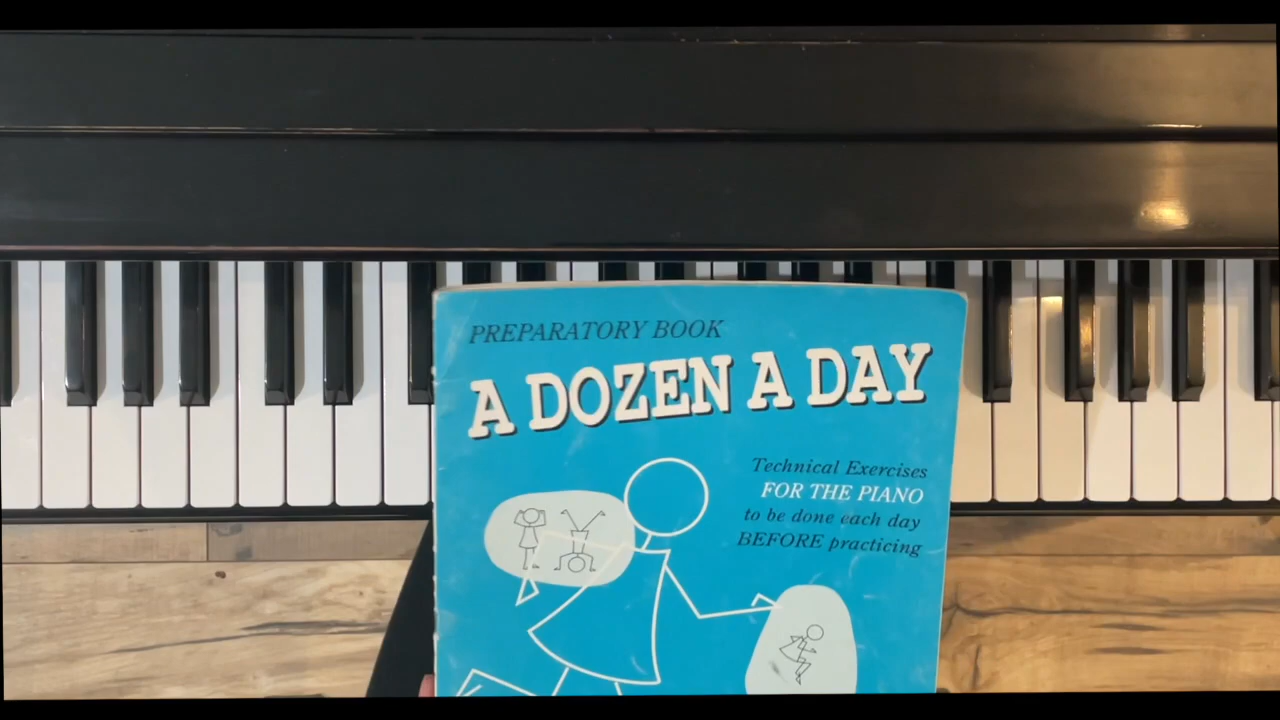 PREPARATORY BOOK
A DOZEN A DAY
Technical Exercises
FOR THE PIANO
to be done each day
BEFORE practicing